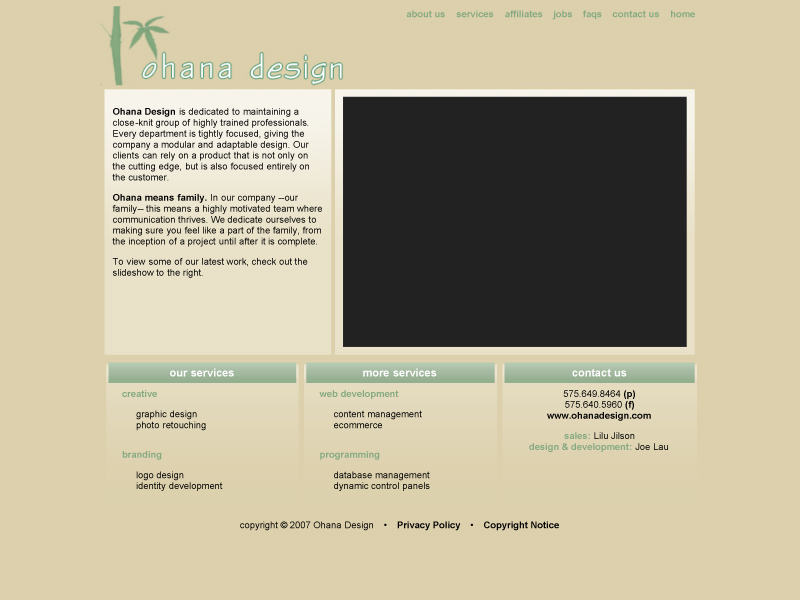 about us services affiliates jobs faqs contact us home
ohana design
Ohana Design is dedicated to maintaining a
close-knit group of highly trained professionals.
Every department is tightly focused, giving the
company a modular and adaptable design. Our
clients can rely on a product that is not only on
the cutting edge, but is also focused entirely on
the customer.
Ohana means family. In our company --our
family-- this means a highly motivated team where
communication thrives. We dedicate ourselves to
making sure you feel like a part of the family, from
the inception of a project until after it is complete.
To view some of our latest work, check out the
slideshow to the right.
our services
creative
graphic design
photo retouching
branding
logo design
identity development
more services
web development
content management
ecommerce
programming
database management
dynamic control panels
contact us
575.649.8464 (p)
575.640.5960 (f)
www.ohanadesign.com
sales: Lilu Jilson
design & development: Joe Lau
copyright © 2007 Ohana Design • Privacy Policy • Copyright Notice